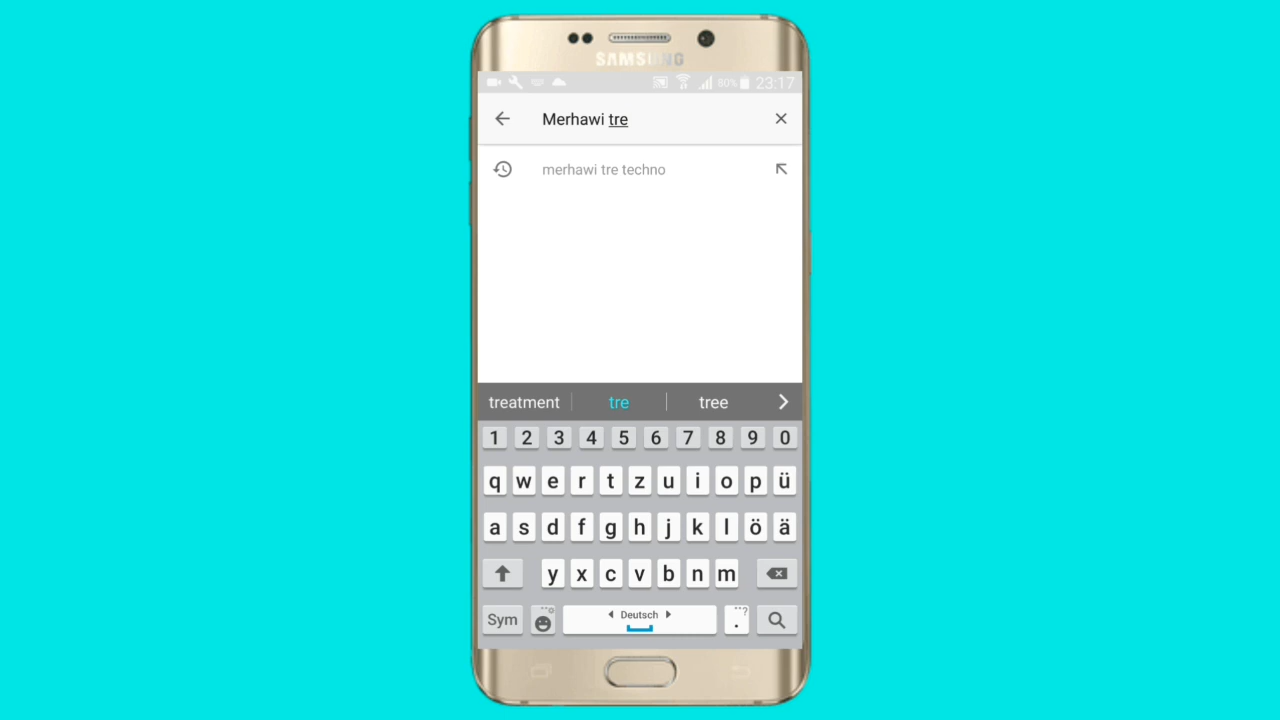 SAMSUNG
80% 23:17
Merhawi tre
merhawi tre techno
treatment tre tree
1 2 3 4 5 6 7 8 9 0
q w e r t z u i o p ü
a s d f g h j k l ö ä
y x c v b n m
Sym Deutsch . ?